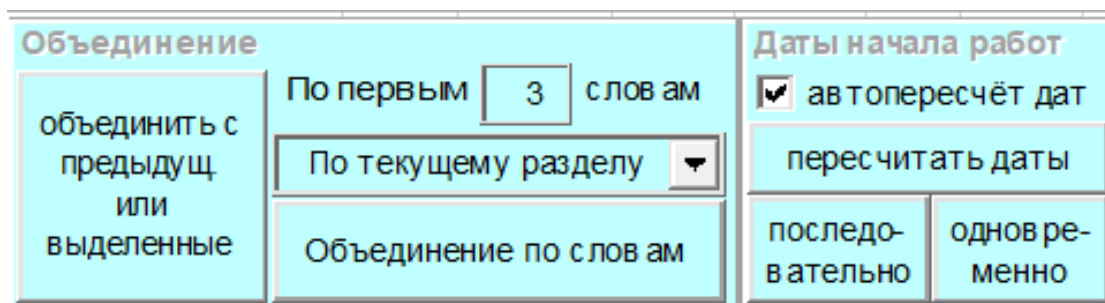 Объединение
объединить с
предыдущ.
или
выделенные
По первым 3 словам
По текущему разделу
Объединение по словам
Даты начала работ
автопересчёт дат
пересчитать даты
последо-
вательно
одновре-
менно